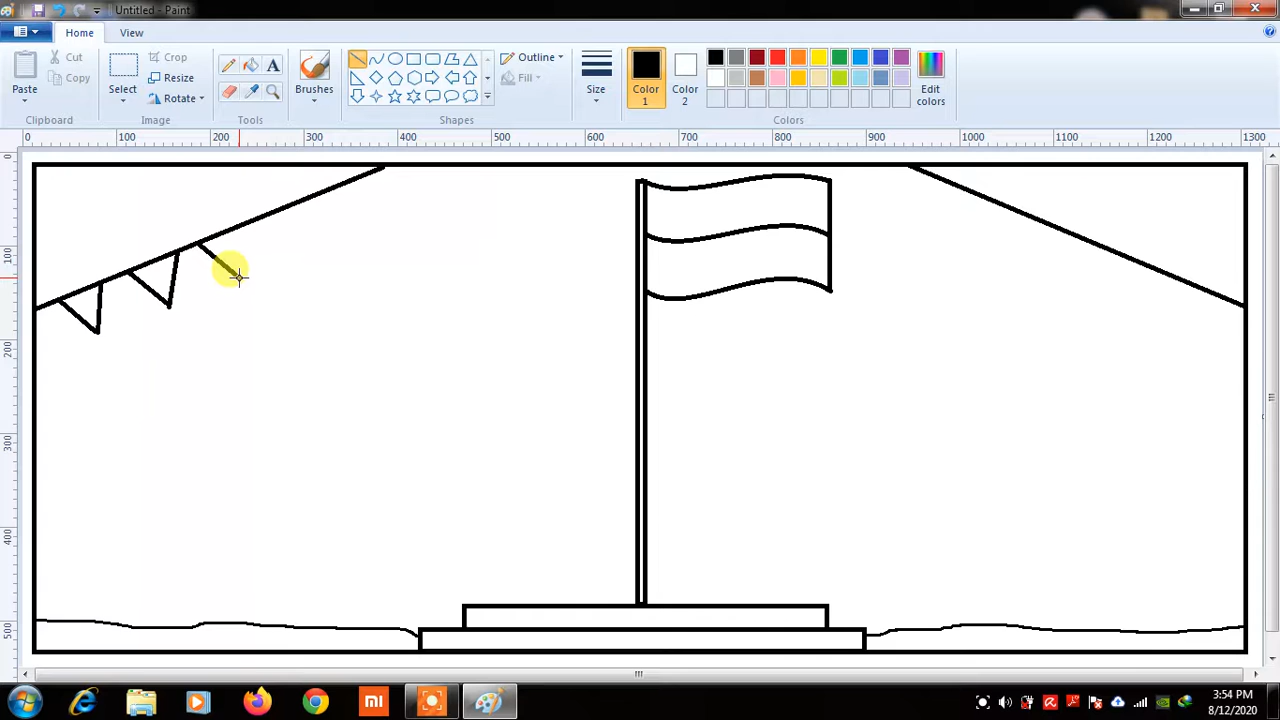 Untitled - Paint
Home View
Paste
Cut
Copy
Clipboard
Select
Crop
Resize
Rotate
Image
Tools
Brushes
Shapes
Outline
Fill
Size
Color 1
Color 2
Edit colors
Colors
0 100 200 300 400 500 600 700 800 900 1000 1100 1200 1300
0
100
200
300
400
500
mi
3:54 PM
8/12/2020